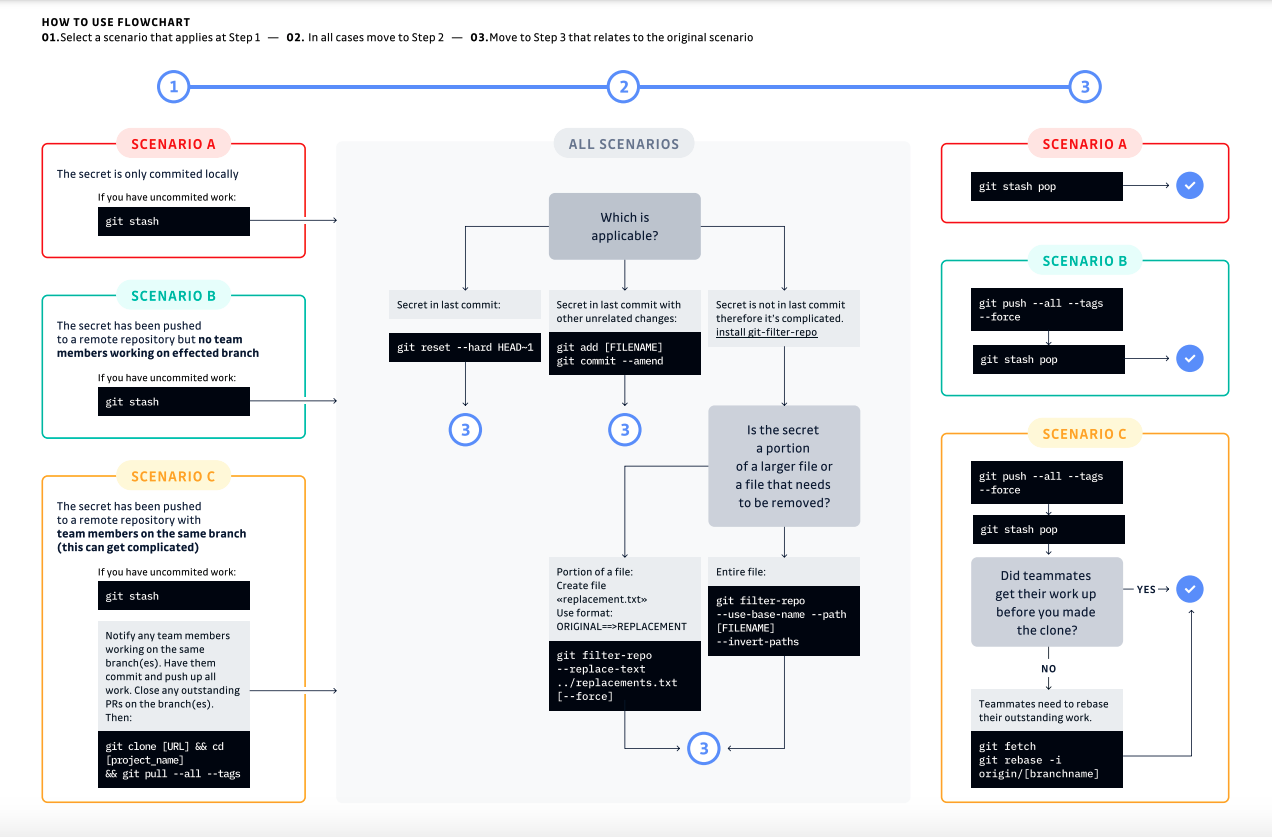 HOW TO USE FLOWCHART
01.Select a scenario that applies at Step 1 — 02. In all cases move to Step 2 — 03.Move to Step 3 that relates to the original scenario
1
2
3
SCENARIO A
The secret is only commited locally
If you have uncommited work:
git stash
SCENARIO B
The secret has been pushed
to a remote repository but no team
members working on effected branch
If you have uncommited work:
git stash
SCENARIO C
The secret has been pushed
to a remote repository with
team members on the same branch
(this can get complicated)
If you have uncommited work:
git stash
Notify any team members
working on the same
branch(es). Have them
commit and push up all
work. Close any outstanding
PRs on the branch(es).
Then:
git clone [URL] && cd
[project_name]
&& git pull --all --tags
ALL SCENARIOS
Which is
applicable?
Secret in last commit:
git reset --hard HEAD~1
3
Secret in last commit with
other unrelated changes:
git add [FILENAME]
git commit --amend
3
Secret is not in last commit
therefore it's complicated.
install git-filter-repo
Is the secret
a portion
of a larger file or
a file that needs
to be removed?
Portion of a file:
Create file
«replacement.txt»
Use format:
ORIGINAL==>REPLACEMENT
git filter-repo
--replace-text
../replacements.txt
[--force]
Entire file:
git filter-repo
--use-base-name --path
[FILENAME]
--invert-paths
3
SCENARIO A
git stash pop
SCENARIO B
git push --all --tags
--force
git stash pop
SCENARIO C
git push --all --tags
--force
git stash pop
Did teammates
get their work up
before you made
the clone?
YES
NO
Teammates need to rebase
their outstanding work.
git fetch
git rebase -i
origin/[branchname]